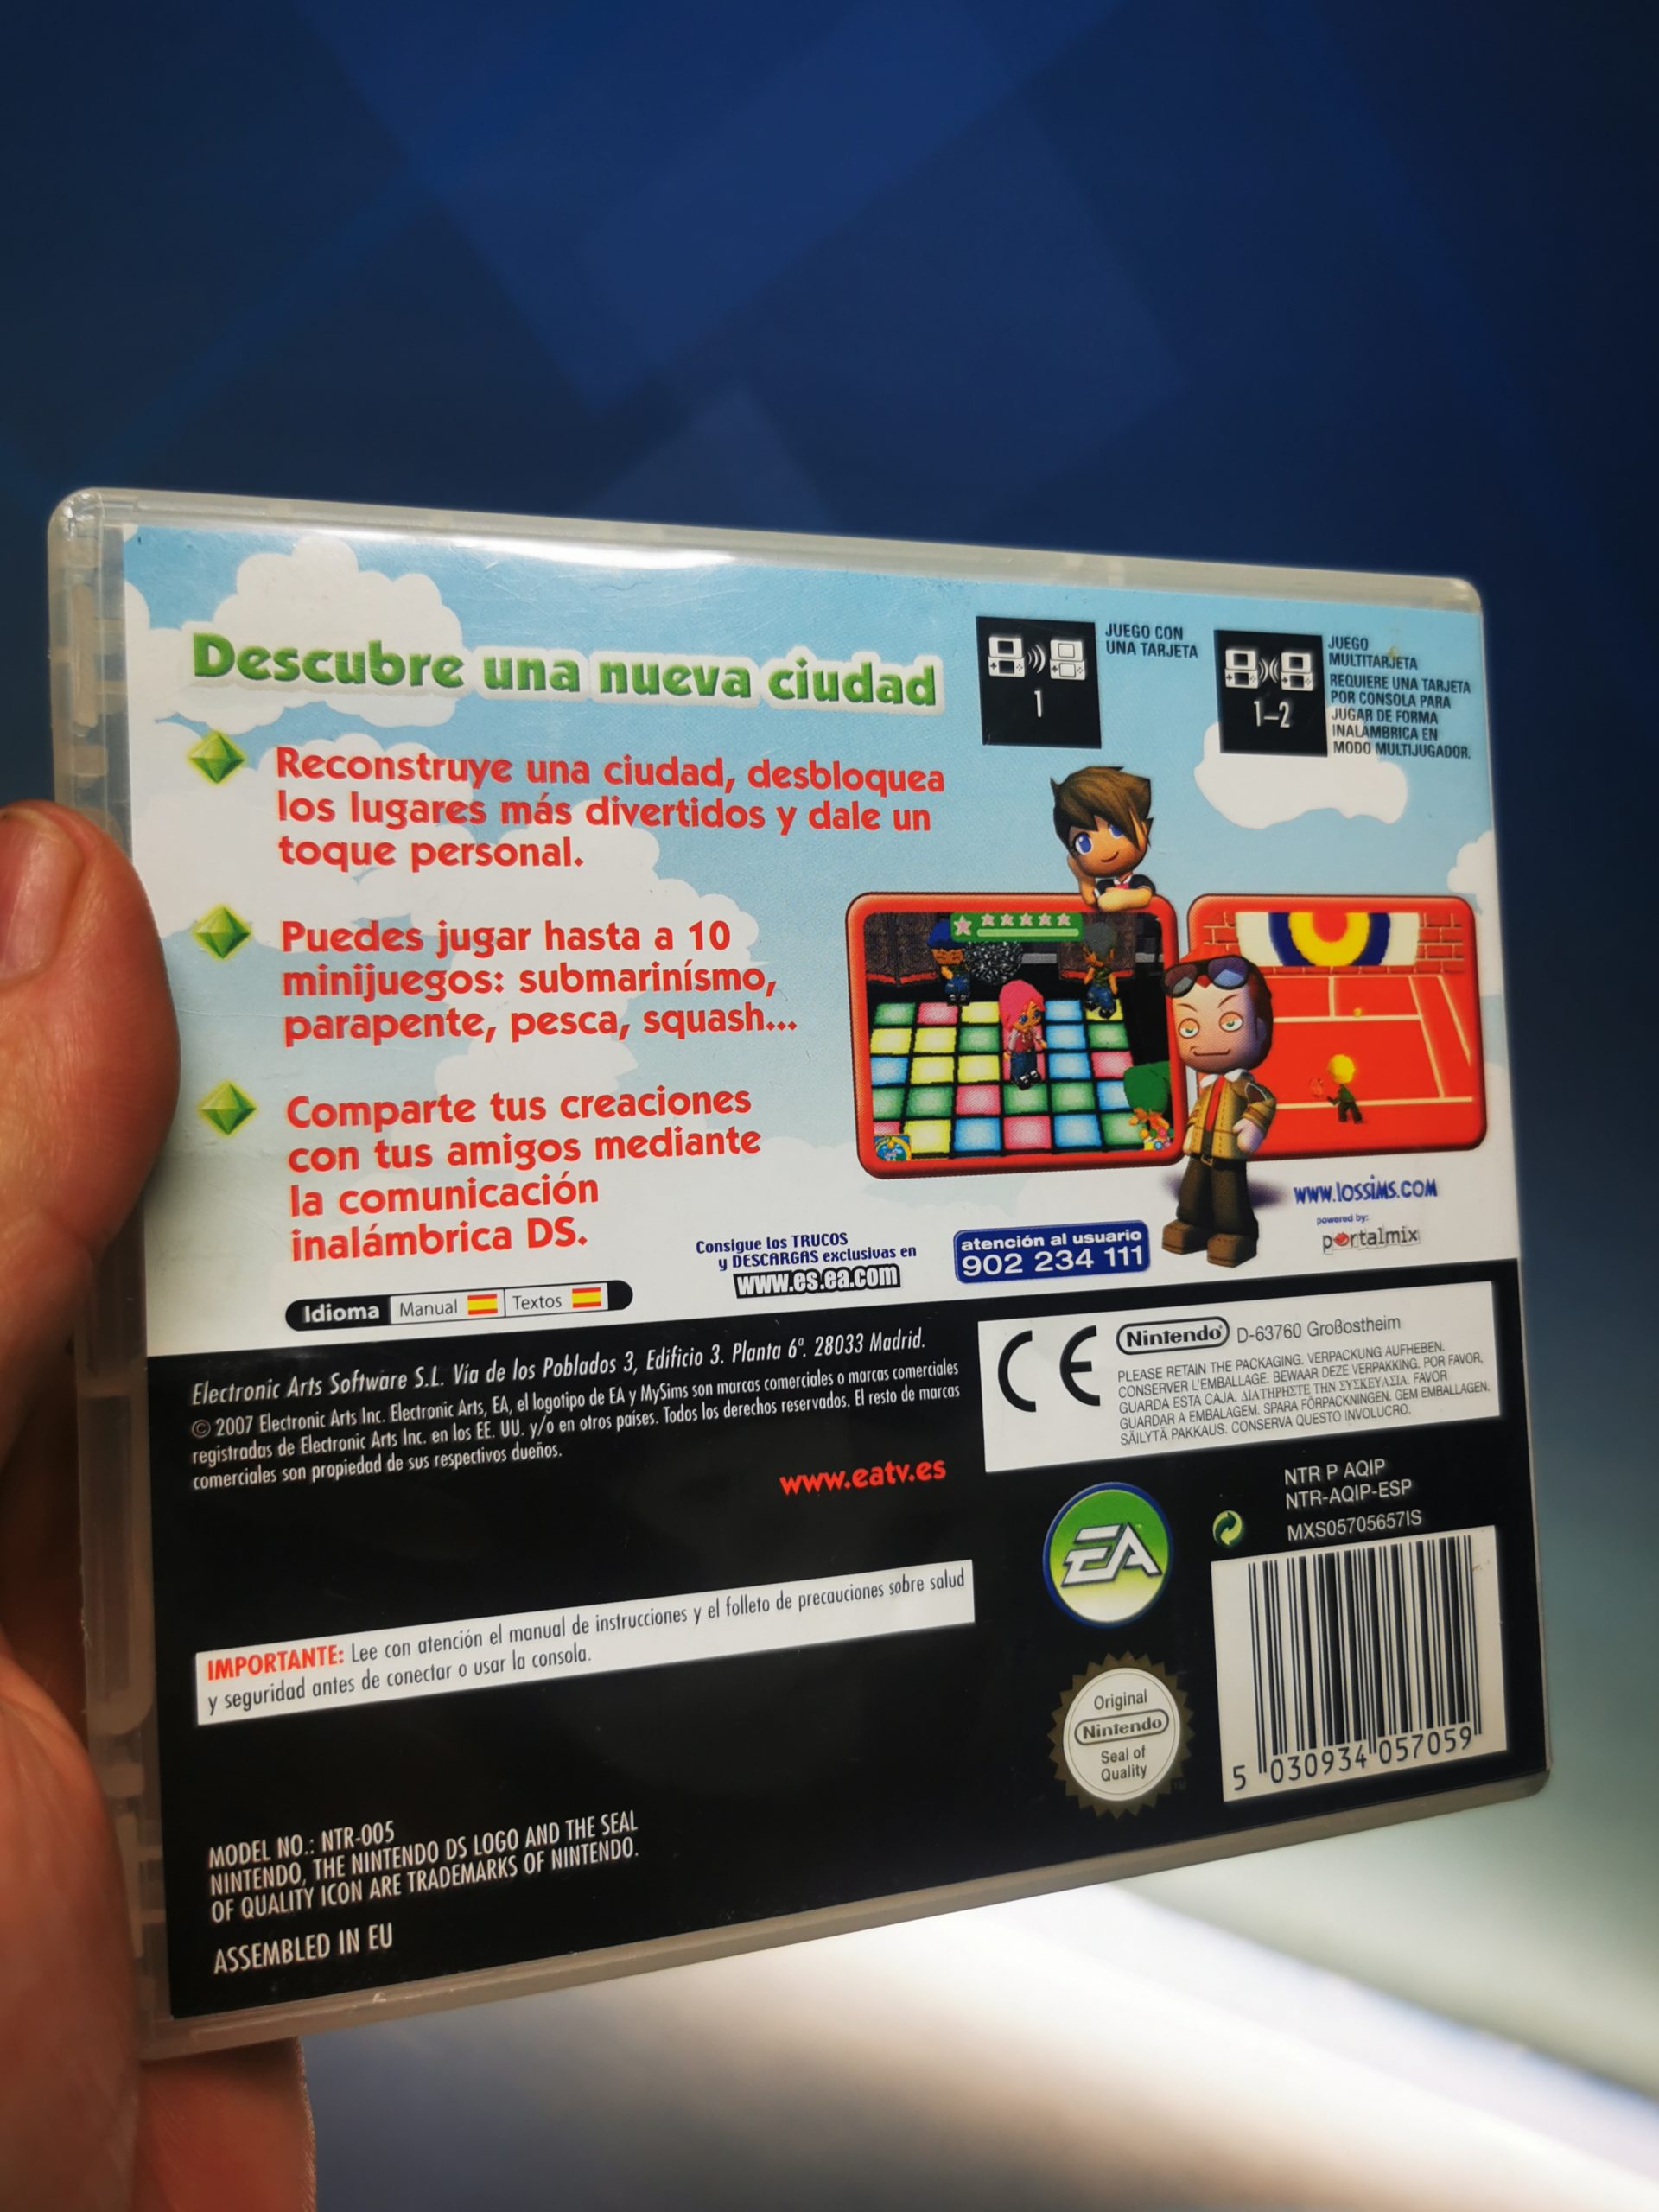 Descubre una nueva ciudad
JUEGO CON
UNA TARJETA
1
JUEGO
MULTITARJETA
REQUIERE UNA TARJETA
POR CONSOLA PARA
JUGAR DE FORMA
INALÁMBRICA EN
MODO MULTIJUGADOR.
1-2
Reconstruye una ciudad, desbloquea
los lugares más divertidos y dale un
toque personal.
Puedes jugar hasta a 10
minijuegos: submarinísmo,
parapente, pesca, squash...
Comparte tus creaciones
con tus amigos mediante
la comunicación
inalámbrica DS.
WWW.LOSSiMS.COM
powered by:
portalmix
Consigue los TRUCOS
y DESCARGAS exclusivas en
www.es.ea.com
atención al usuario
902 234 111
Idioma Manual Textos
Electronic Arts Software S.L. Vía de los Poblados 3, Edificio 3. Planta 6ª. 28033 Madrid.
© 2007 Electronic Arts Inc. Electronic Arts, EA, el logotipo de EA y MySims son marcas comerciales o marcas comerciales
registradas de Electronic Arts Inc. en los EE. UU. y/o en otros países. Todos los derechos reservados. El resto de marcas
comerciales son propiedad de sus respectivos dueños.
www.eatv.es
CE
Nintendo D-63760 Großostheim
PLEASE RETAIN THE PACKAGING. VERPACKUNG AUFHEBEN.
CONSERVER L'EMBALLAGE. BEWAAR DEZE VERPAKKING. POR FAVOR,
GUARDA ESTA CAJA. ΔΙΑΤΗΡΗΣΤΕ ΤΗΝ ΣΥΣΚΕΥΑΣΙΑ. FAVOR
GUARDAR A EMBALAGEM. SPARA FÖRPACKNINGEN. GEM EMBALLAGEN.
SÄILYTÄ PAKKAUS. CONSERVA QUESTO INVOLUCRO.
EA
NTR P AQIP
NTR-AQIP-ESP
MXS05705657IS
IMPORTANTE: Lee con atención el manual de instrucciones y el folleto de precauciones sobre salud
y seguridad antes de conectar o usar la consola.
Original
Nintendo
Seal of
Quality
5 030934 057059
MODEL NO.: NTR-005
NINTENDO, THE NINTENDO DS LOGO AND THE SEAL
OF QUALITY ICON ARE TRADEMARKS OF NINTENDO.
ASSEMBLED IN EU